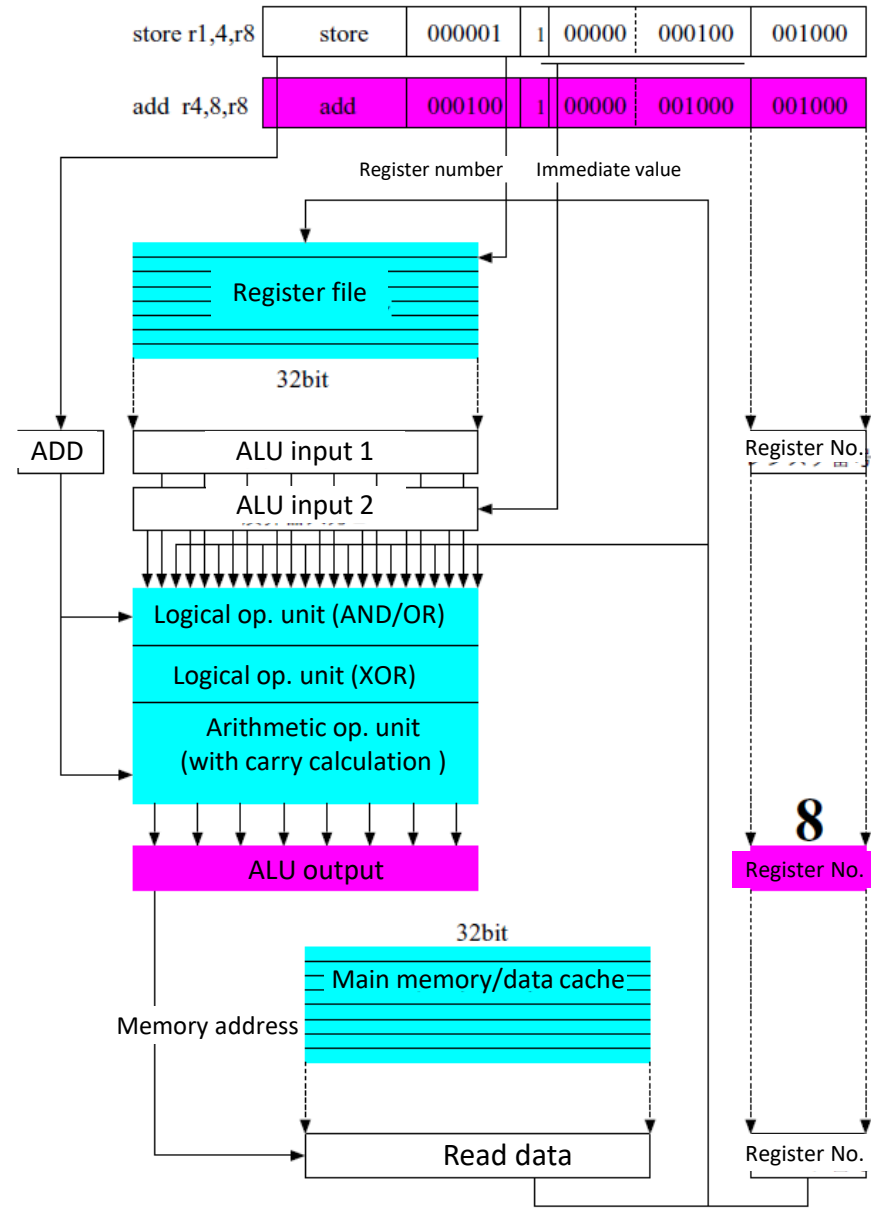 store r1,4,r8 store 000001 1 00000 000100 001000
add r4,8,r8 add 000100 1 00000 001000 001000
Register number Immediate value
Register file
32bit
ADD ALU input 1 Register No.
ALU input 2
Logical op. unit (AND/OR)
Logical op. unit (XOR)
Arithmetic op. unit
(with carry calculation )
8
ALU output Register No.
32bit
Main memory/data cache
Memory address
Read data Register No.